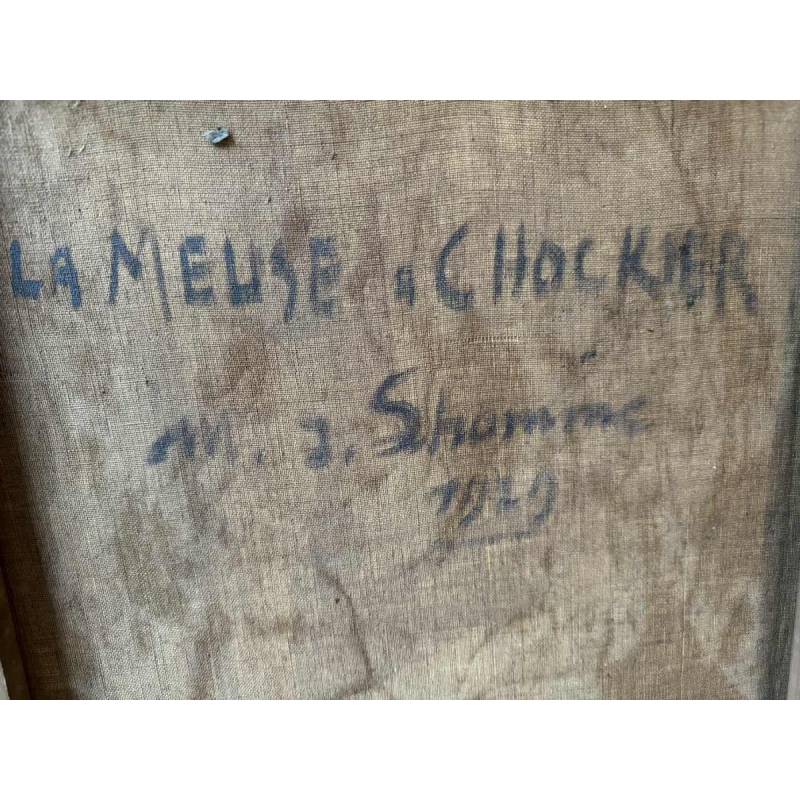 LA MEUSE a CHOCKIER
M. J. Shomme
1929